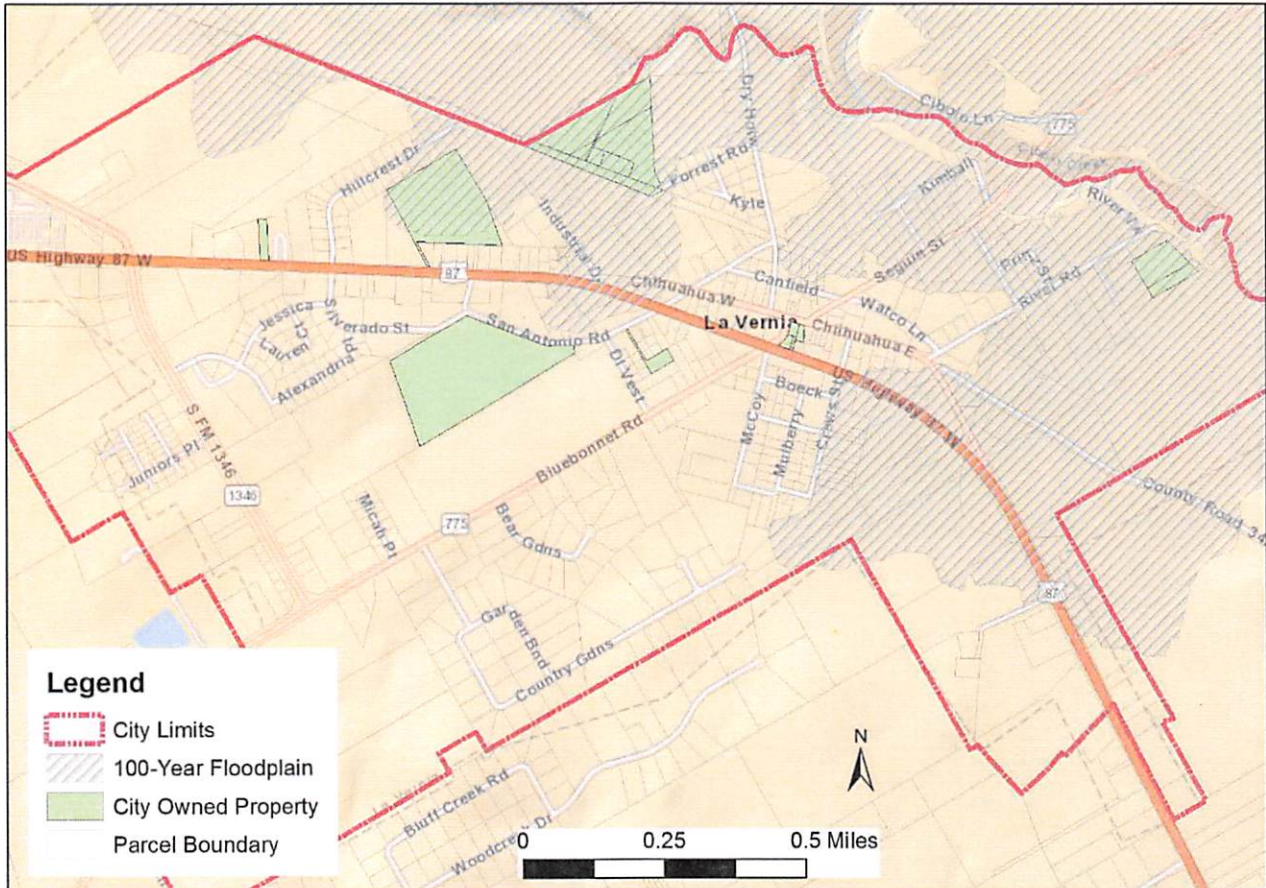 Cibolo Ln
775
Dry Hollow
Hillcrest Dr
Forrest Rd
Kimball
Kyle
River Wy
Industrial Dr
Seguin St
US Highway 87 W
River Rd
87
Canfield
Chihuahua W
Watco Ln
La Vernia
Chihuahua E
Jessica
Silverado St
San Antonio Rd
Lauren
Ct
Alexandria
Dl Vest
US Highway 87 W
Boeck
McCoy
Mulberry
Crews St
S FM 1346
Bluebonnet Rd
Juniors Pl
1346
County Road 34
Micah Pt
775
Bear Gdns
87
Garden Bnd
Country Gdns
Legend
City Limits
100-Year Floodplain
City Owned Property
Parcel Boundary
N
Bluff Creek Rd
Woodcreek Dr
0 0.25 0.5 Miles